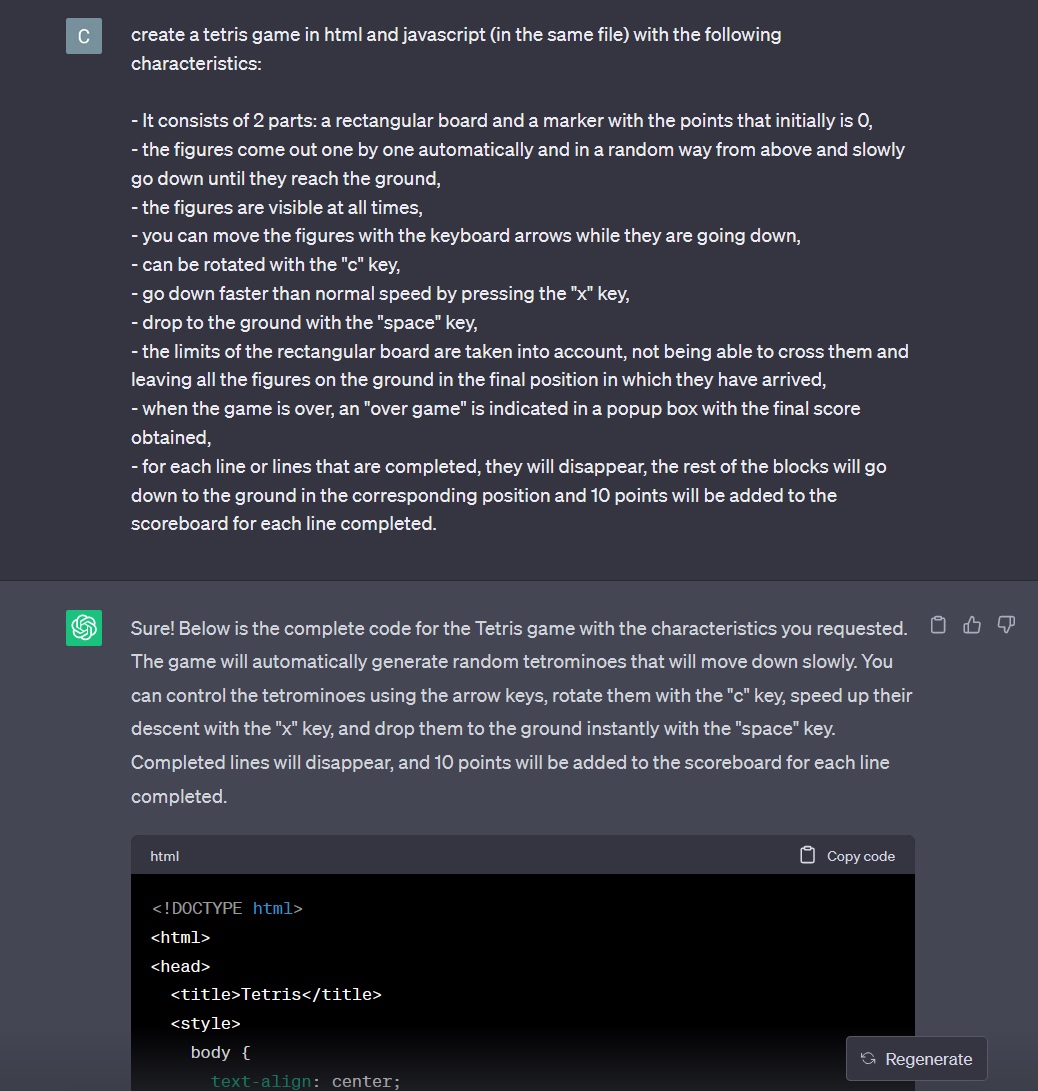 C
create a tetris game in html and javascript (in the same file) with the following
characteristics:
- It consists of 2 parts: a rectangular board and a marker with the points that initially is 0,
- the figures come out one by one automatically and in a random way from above and slowly
go down until they reach the ground,
- the figures are visible at all times,
- you can move the figures with the keyboard arrows while they are going down,
- can be rotated with the "c" key,
- go down faster than normal speed by pressing the "x" key,
- drop to the ground with the "space" key,
- the limits of the rectangular board are taken into account, not being able to cross them and
leaving all the figures on the ground in the final position in which they have arrived,
- when the game is over, an "over game" is indicated in a popup box with the final score
obtained,
- for each line or lines that are completed, they will disappear, the rest of the blocks will go
down to the ground in the corresponding position and 10 points will be added to the
scoreboard for each line completed.
Sure! Below is the complete code for the Tetris game with the characteristics you requested.
The game will automatically generate random tetrominoes that will move down slowly. You
can control the tetrominoes using the arrow keys, rotate them with the "c" key, speed up their
descent with the "x" key, and drop them to the ground instantly with the "space" key.
Completed lines will disappear, and 10 points will be added to the scoreboard for each line
completed.
html
Copy code
<!DOCTYPE html>
<html>
<head>
<title>Tetris</title>
<style>
body {
text-align: center;
Regenerate